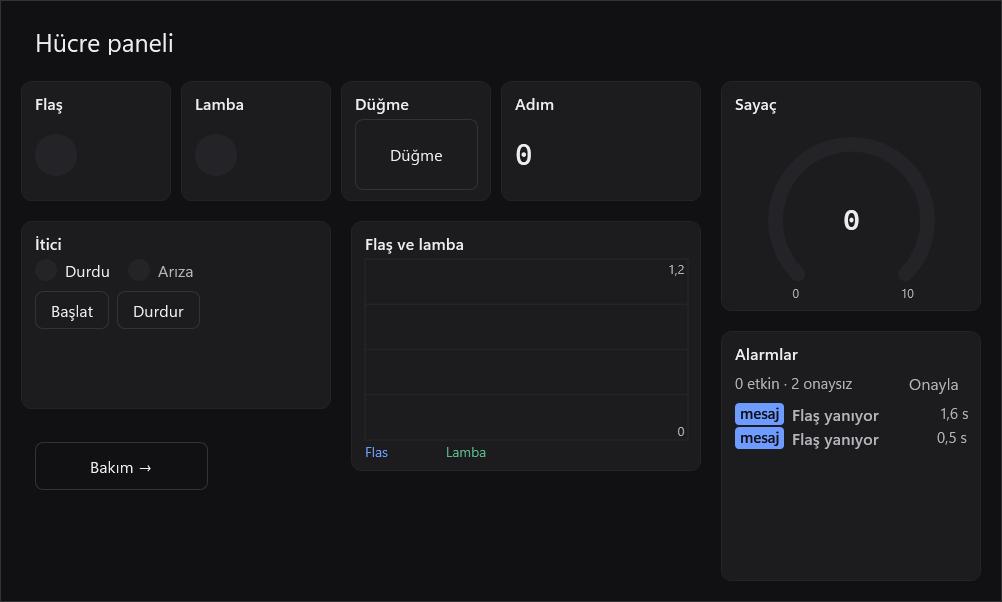 Hücre paneli
Flaş
Lamba
Düğme
Düğme
Adım
0
Sayaç
0
0 10
İtici
Durdu Arıza
Başlat Durdur
Bakım →
Flaş ve lamba
1,2
0
Flas Lamba
Alarmlar
0 etkin · 2 onaysız Onayla
mesaj Flaş yanıyor 1,6 s
mesaj Flaş yanıyor 0,5 s